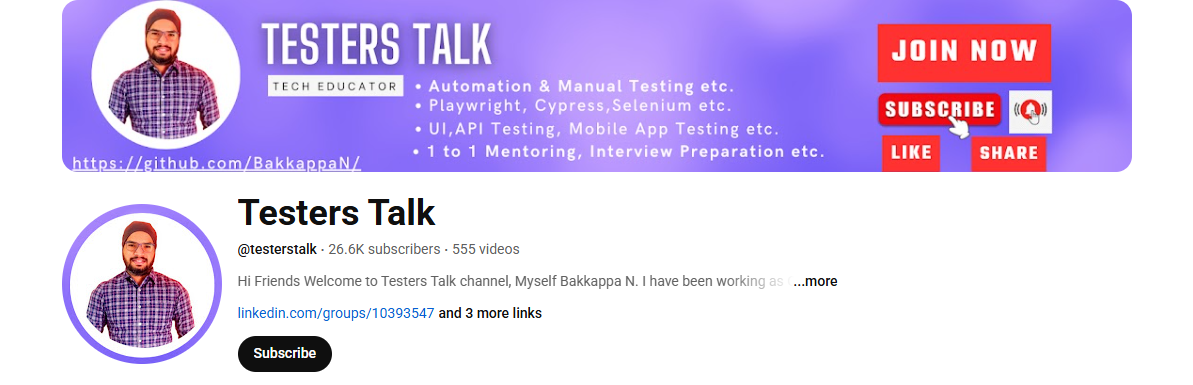 TESTERS TALK
TECH EDUCATOR
• Automation & Manual Testing etc.
• Playwright, Cypress,Selenium etc.
• UI,API Testing, Mobile App Testing etc.
• 1 to 1 Mentoring, Interview Preparation etc.
https://github.com/BakkappaN/
JOIN NOW
SUBSCRIBE
LIKE
SHARE
Testers Talk
@testerstalk · 26.6K subscribers · 555 videos
Hi Friends Welcome to Testers Talk channel, Myself Bakkappa N. I have been working as ...more
linkedin.com/groups/10393547 and 3 more links
Subscribe